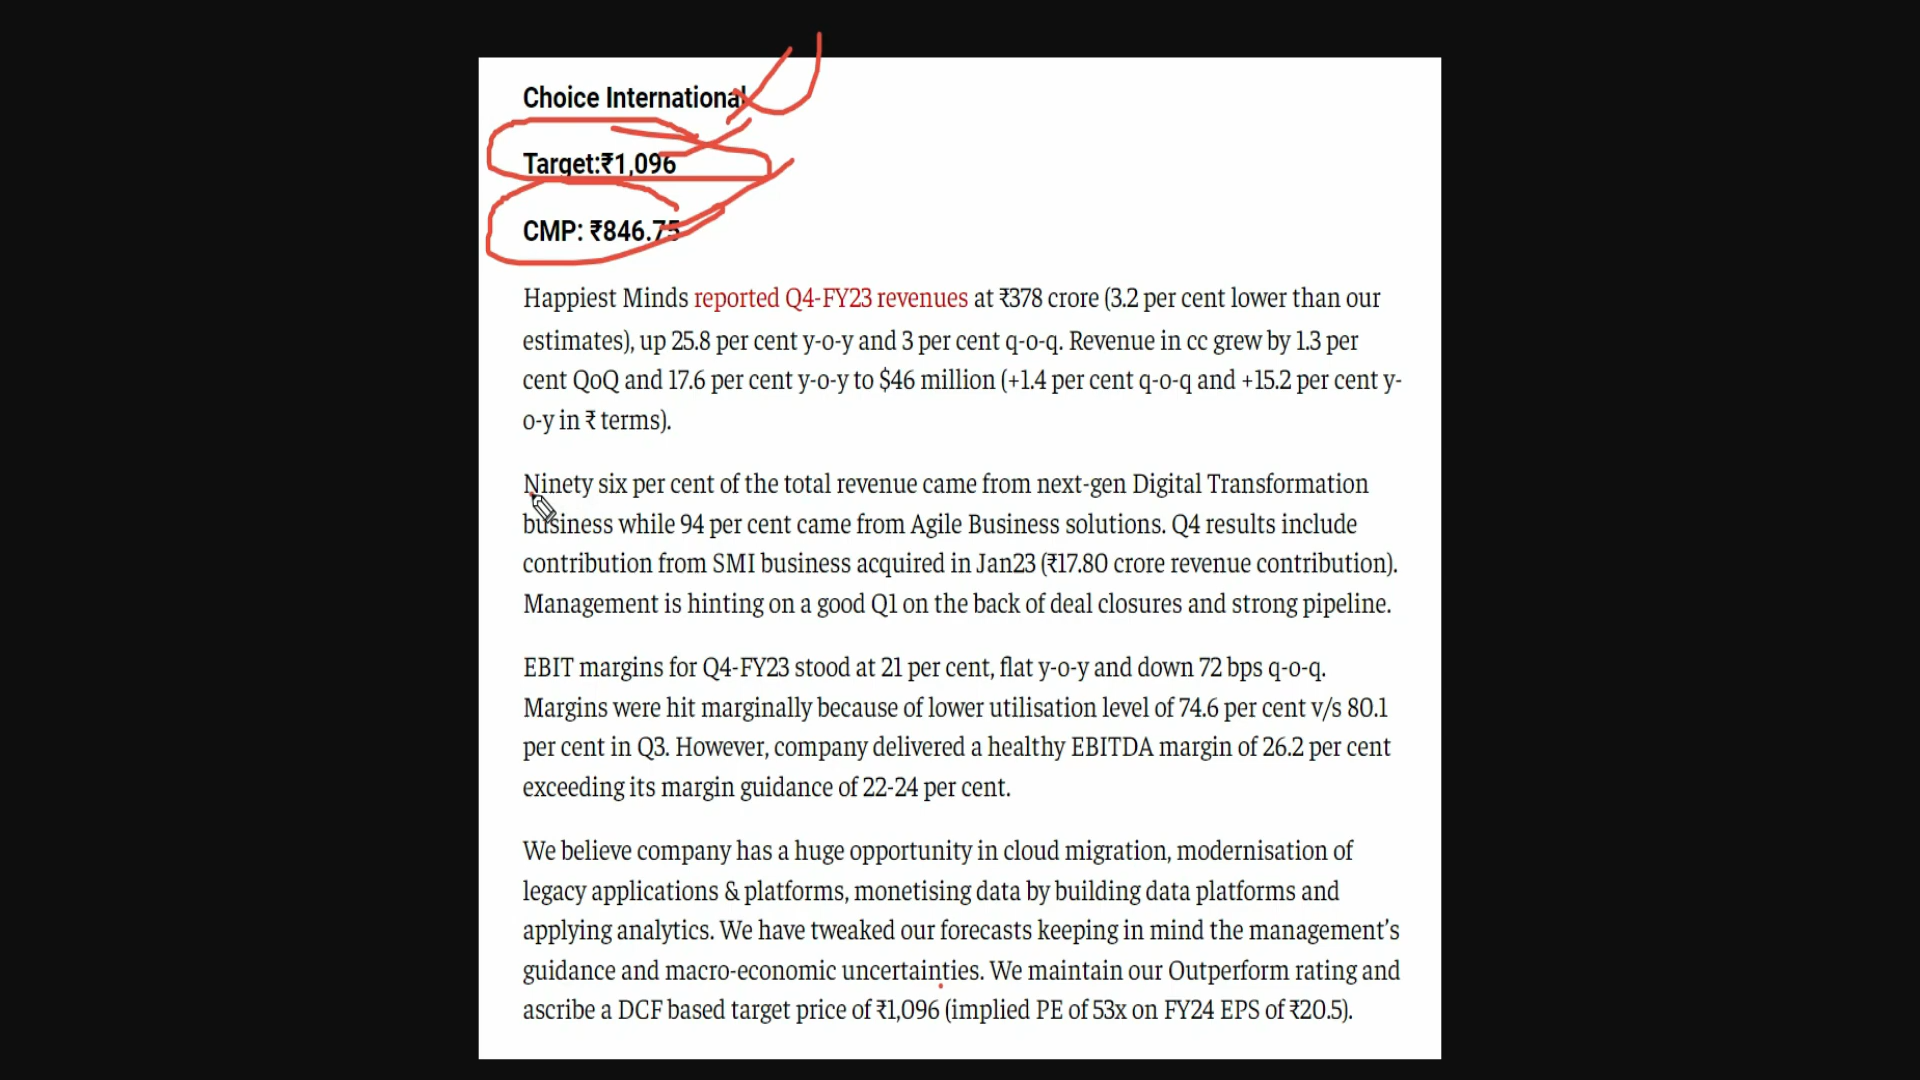 Choice International
Target:₹1,096
CMP: ₹846.75
Happiest Minds reported Q4-FY23 revenues at ₹378 crore (3.2 per cent lower than our
estimates), up 25.8 per cent y-o-y and 3 per cent q-o-q. Revenue in cc grew by 1.3 per
cent QoQ and 17.6 per cent y-o-y to $46 million (+1.4 per cent q-o-q and +15.2 per cent y-
o-y in ₹ terms).
Ninety six per cent of the total revenue came from next-gen Digital Transformation
business while 94 per cent came from Agile Business solutions. Q4 results include
contribution from SMI business acquired in Jan23 (₹17.80 crore revenue contribution).
Management is hinting on a good Q1 on the back of deal closures and strong pipeline.
EBIT margins for Q4-FY23 stood at 21 per cent, flat y-o-y and down 72 bps q-o-q.
Margins were hit marginally because of lower utilisation level of 74.6 per cent v/s 80.1
per cent in Q3. However, company delivered a healthy EBITDA margin of 26.2 per cent
exceeding its margin guidance of 22-24 per cent.
We believe company has a huge opportunity in cloud migration, modernisation of
legacy applications & platforms, monetising data by building data platforms and
applying analytics. We have tweaked our forecasts keeping in mind the management's
guidance and macro-economic uncertainties. We maintain our Outperform rating and
ascribe a DCF based target price of ₹1,096 (implied PE of 53x on FY24 EPS of ₹20.5).